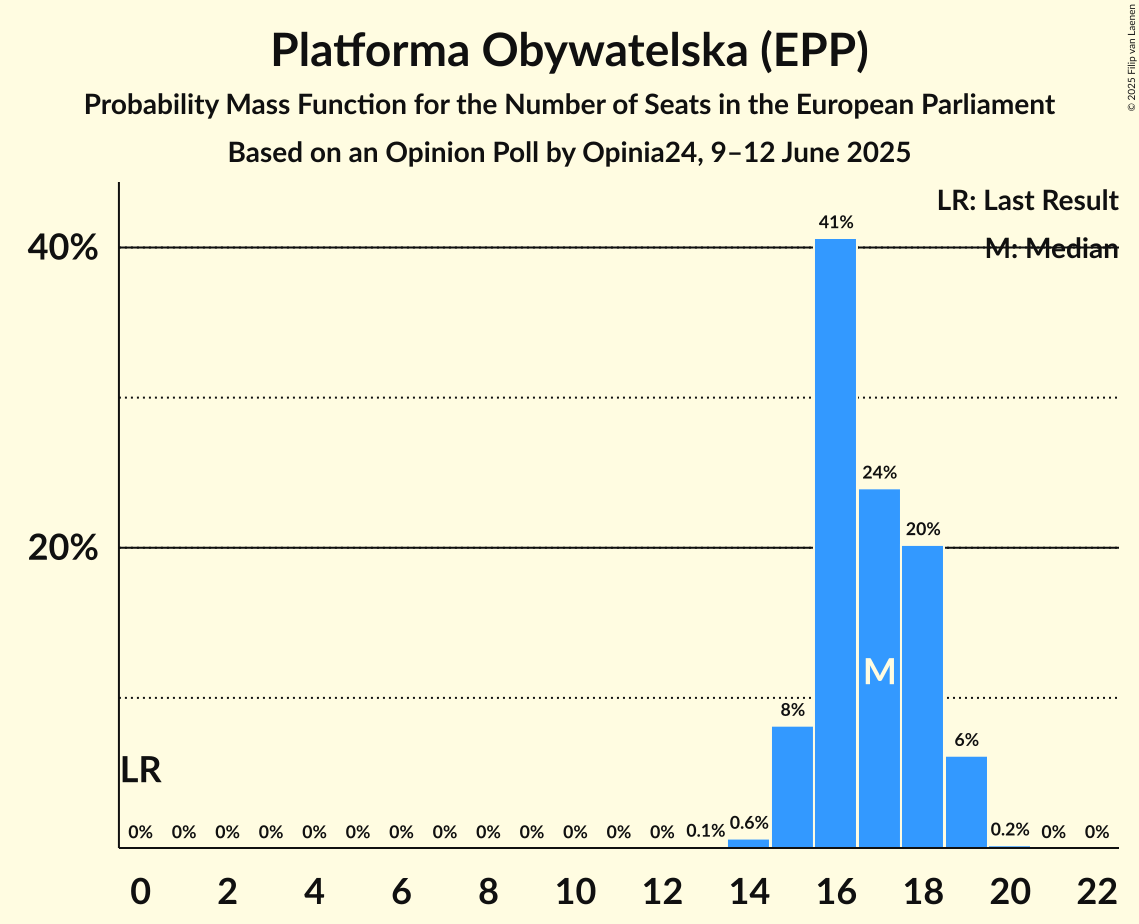 Platforma Obywatelska (EPP)
Probability Mass Function for the Number of Seats in the European Parliament
Based on an Opinion Poll by Opinia24, 9–12 June 2025
© 2025 Filip van Laenen
LR: Last Result
M: Median
40%
20%
41%
24%
20%
8%
6%
M
LR
0% 0% 0% 0% 0% 0% 0% 0% 0% 0% 0% 0% 0% 0.1% 0.6% 0.2% 0% 0%
0 2 4 6 8 10 12 14 16 18 20 22